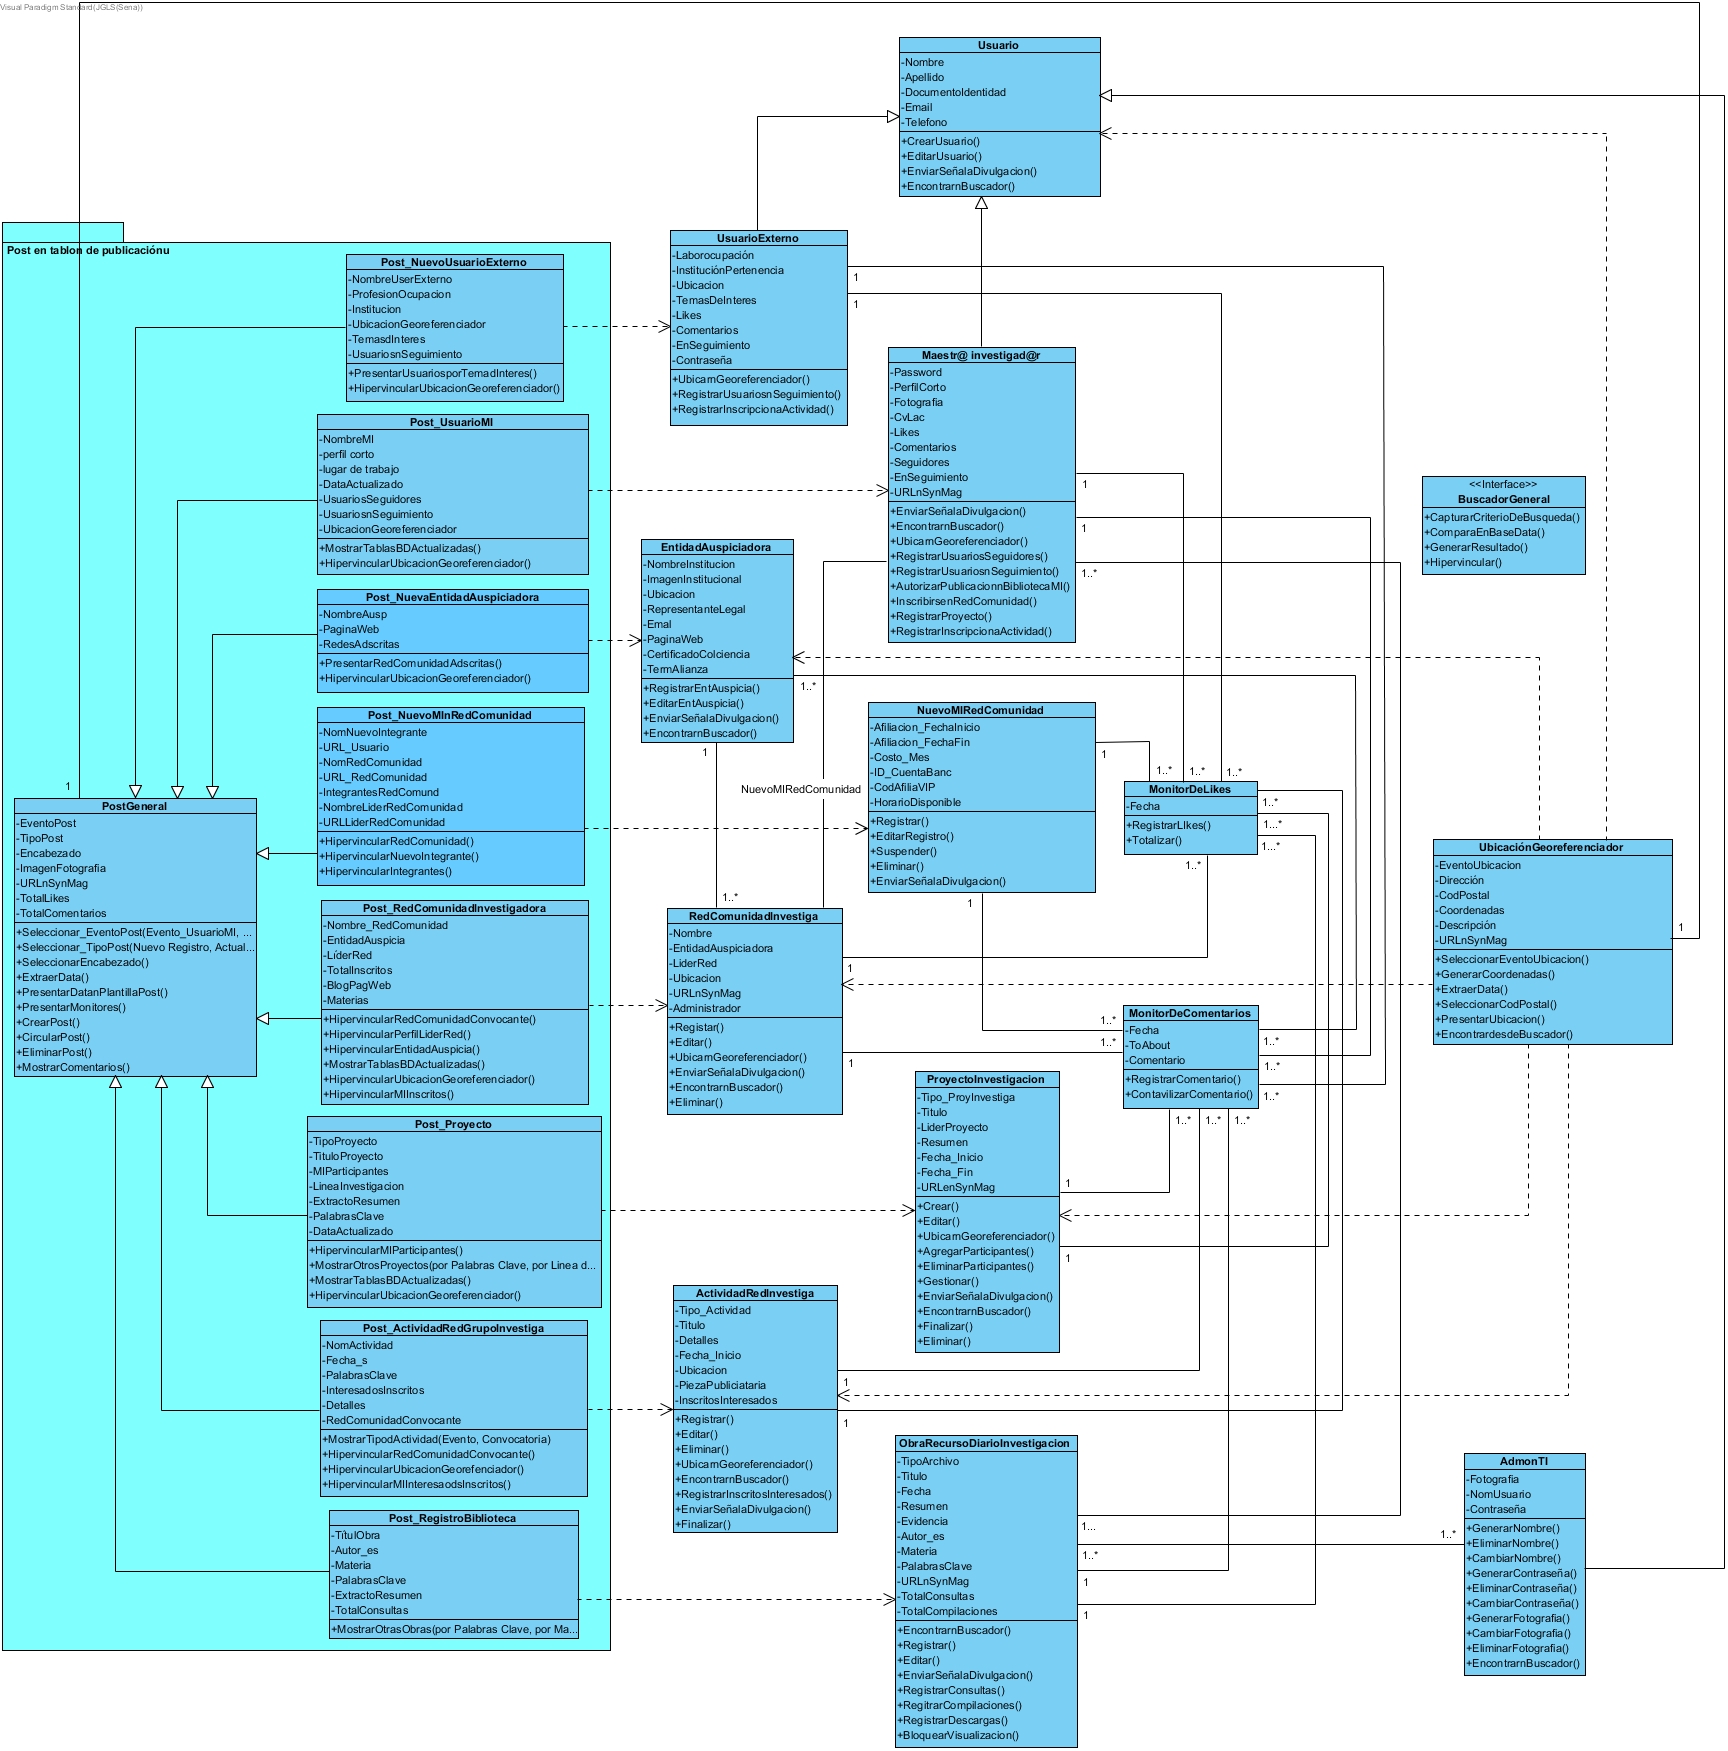 Visual Paradigm Standard(JGLS(Sena))
Usuario
-Nombre
-Apellido
-DocumentoIdentidad
-Email
-Telefono
+CrearUsuario()
+EditarUsuario()
+EnviarSeñalaDivulgacion()
+EncontrarnBuscador()
Post en tablon de publicaciónu
Post_NuevoUsuarioExterno
-NombreUserExterno
-ProfesionOcupacion
-Institucion
-UbicacionGeoreferenciador
-TemasdInteres
-UsuariosnSeguimiento
+PresentarUsuariosporTemadInteres()
+HipervincularUbicacionGeoreferenciador()
UsuarioExterno
-Laborocupación
-InstituciónPertenencia
-Ubicacion
-TemasDeInteres
-Likes
-Comentarios
-EnSeguimiento
-Contraseña
+UbicarnGeoreferenciador()
+RegistrarUsuariosnSeguimiento()
+RegistrarInscripcionaActividad()
1
1
Maestr@ investigad@r
-Password
-PerfilCorto
-Fotografia
-CvLac
-Likes
-Comentarios
-Seguidores
-EnSeguimiento
-URLnSynMag
+EnviarSeñalaDivulgacion()
+EncontrarnBuscador()
+UbicarnGeoreferenciador()
+RegistrarUsuariosSeguidores()
+RegistrarUsuariosnSeguimiento()
+AutorizarPublicacionnBibliotecaMI()
+InscribirsenRedComunidad()
+RegistrarProyecto()
+RegistrarInscripcionaActividad()
1
1
1..*
<<Interface>>
BuscadorGeneral
+CapturarCriterioDeBusqueda()
+ComparaEnBaseData()
+GenerarResultado()
+Hipervincular()
Post_UsuarioMI
-NombreMI
-perfil corto
-lugar de trabajo
-DataActualizado
-UsuariosSeguidores
-UsuariosnSeguimiento
-UbicacionGeoreferenciador
+MostrarTablasBDActualizadas()
+HipervincularUbicacionGeoreferenciador()
EntidadAuspiciadora
-NombreInstitucion
-ImagenInstitucional
-Ubicacion
-RepresentanteLegal
-Emal
-PaginaWeb
-CertificadoColciencia
-TermAlianza
+RegistrarEntAuspicia()
+EditarEntAuspicia()
+EnviarSeñalaDivulgacion()
+EncontrarnBuscador()
1..*
1
Post_NuevaEntidadAuspiciadora
-NombreAusp
-PaginaWeb
-RedesAdscritas
+PresentarRedComunidadAdscritas()
+HipervincularUbicacionGeoreferenciador()
Post_NuevoMInRedComunidad
-NomNuevoIntegrante
-URL_Usuario
-NomRedComunidad
-URL_RedComunidad
-IntegrantesRedComund
-NombreLiderRedComunidad
-URLLiderRedComunidad
+HipervincularRedComunidad()
+HipervincularNuevoIntegrante()
+HipervincularIntegrantes()
NuevoMIRedComunidad
NuevoMIRedComunidad
-Afiliacion_FechaInicio
-Afiliacion_FechaFin
-Costo_Mes
-ID_CuentaBanc
-CodAfiliaVIP
-HorarioDisponible
+Registrar()
+EditarRegistro()
+Suspender()
+Eliminar()
+EnviarSeñalaDivulgacion()
1
1
1..*
1..*
1..*
MonitorDeLikes
-Fecha
+RegistrarLIkes()
+Totalizar()
1..*
1...*
1...*
1..*
1
PostGeneral
-EventoPost
-TipoPost
-Encabezado
-ImagenFotografia
-URLnSynMag
-TotalLikes
-TotalComentarios
+Seleccionar_EventoPost(Evento_UsuarioMI, ...
+Seleccionar_TipoPost(Nuevo Registro, Actual...
+SeleccionarEncabezado()
+ExtraerData()
+PresentarDatanPlantillaPost()
+PresentarMonitores()
+CrearPost()
+CircularPost()
+EliminarPost()
+MostrarComentarios()
UbicaciónGeoreferenciador
-EventoUbicacion
-Dirección
-CodPostal
-Coordenadas
-Descripción
-URLnSynMag
+SeleccionarEventoUbicacion()
+GenerarCoordenadas()
+ExtraerData()
+SeleccionarCodPostal()
+PresentarUbicacion()
+EncontrardesdeBuscador()
1
Post_RedComunidadInvestigadora
-Nombre_RedComunidad
-EntidadAuspicia
-LíderRed
-TotalInscritos
-BlogPagWeb
-Materias
+HipervincularRedComunidadConvocante()
+HipervincularPerfilLiderRed()
+HipervincularEntidadAuspicia()
+MostrarTablasBDActualizadas()
+HipervincularUbicacionGeoreferenciador()
+HipervincularMIInscritos()
1..*
RedComunidadInvestiga
-Nombre
-EntidadAuspiciadora
-LiderRed
-Ubicacion
-URLnSynMag
-Administrador
+Registar()
+Editar()
+UbicarnGeoreferenciador()
+EnviarSeñalaDivulgacion()
+EncontrarnBuscador()
+Eliminar()
1
1
1..*
1..*
MonitorDeComentarios
-Fecha
-ToAbout
-Comentario
+RegistrarComentario()
+ContavilizarComentario()
1..*
1..*
1..*
1..*
1..*
1..*
ProyectoInvestigacion
-Tipo_ProyInvestiga
-Titulo
-LiderProyecto
-Resumen
-Fecha_Inicio
-Fecha_Fin
-URLenSynMag
+Crear()
+Editar()
+UbicarnGeoreferenciador()
+AgregarParticipantes()
+EliminarParticipantes()
+Gestionar()
+EnviarSeñalaDivulgacion()
+EncontrarnBuscador()
+Finalizar()
+Eliminar()
1
1
Post_Proyecto
-TipoProyecto
-TituloProyecto
-MIParticipantes
-LineaInvestigacion
-ExtractoResumen
-PalabrasClave
-DataActualizado
+HipervincularMIParticipantes()
+MostrarOtrosProyectos(por Palabras Clave, por Linea d...
+MostrarTablasBDActualizadas()
+HipervincularUbicacionGeoreferenciador()
ActividadRedInvestiga
-Tipo_Actividad
-Titulo
-Detalles
-Fecha_Inicio
-Ubicacion
-PiezaPubliciataria
-InscritosInteresados
+Registrar()
+Editar()
+Eliminar()
+UbicarnGeoreferenciador()
+EncontrarnBuscador()
+RegistrarInscritosInteresados()
+EnviarSeñalaDivulgacion()
+Finalizar()
1
1
Post_ActividadRedGrupoInvestiga
-NomActividad
-Fecha_s
-PalabrasClave
-InteresadosInscritos
-Detalles
-RedComunidadConvocante
+MostrarTipodActividad(Evento, Convocatoria)
+HipervincularRedComunidadConvocante()
+HipervincularUbicacionGeorefenciador()
+HipervincularMIInteresaodsInscritos()
ObraRecursoDiarioInvestigacion
-TipoArchivo
-Titulo
-Fecha
-Resumen
-Evidencia
-Autor_es
-Materia
-PalabrasClave
-URLnSynMag
-TotalConsultas
-TotalCompilaciones
+EncontrarnBuscador()
+Registrar()
+Editar()
+EnviarSeñalaDivulgacion()
+RegistrarConsultas()
+RegitrarCompilaciones()
+RegistrarDescargas()
+BloquearVisualizacion()
1...
1..*
1
1
1..*
AdmonTI
-Fotografia
-NomUsuario
-Contraseña
+GenerarNombre()
+EliminarNombre()
+CambiarNombre()
+GenerarContraseña()
+EliminarContraseña()
+CambiarContraseña()
+GenerarFotografia()
+CambiarFotografia()
+EliminarFotografia()
+EncontrarnBuscador()
Post_RegistroBiblioteca
-TítulObra
-Autor_es
-Materia
-PalabrasClave
-ExtractoResumen
-TotalConsultas
+MostrarOtrasObras(por Palabras Clave, por Ma...